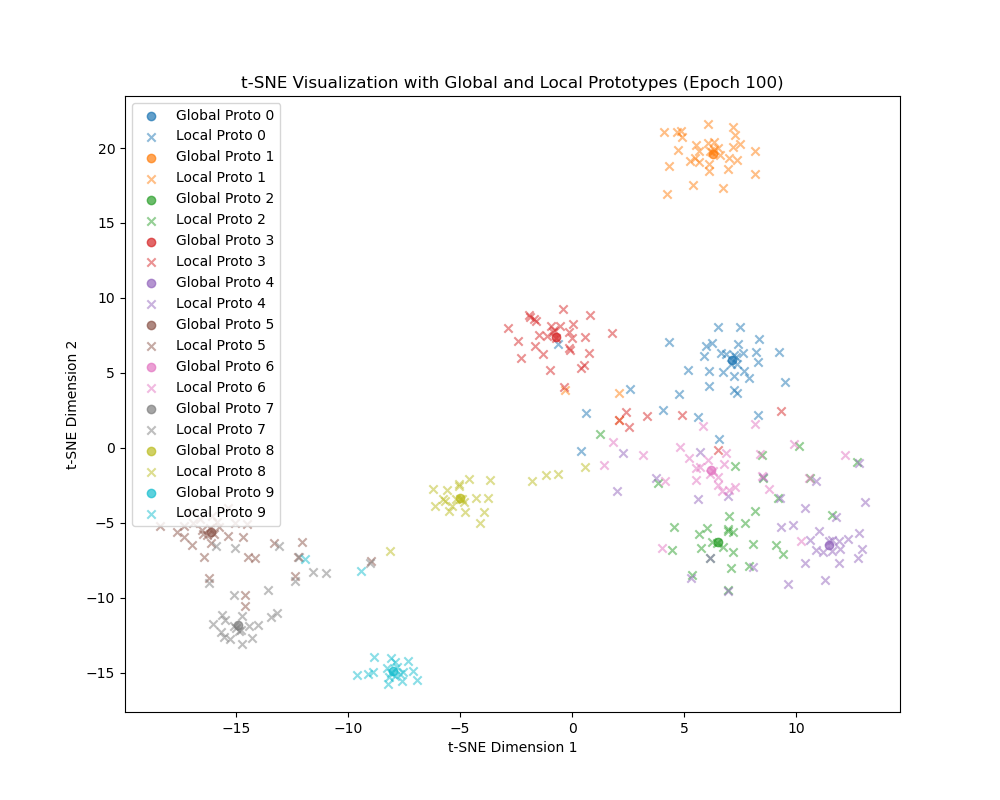 t-SNE Visualization with Global and Local Prototypes (Epoch 100)
Global Proto 0
Local Proto 0
Global Proto 1
Local Proto 1
Global Proto 2
Local Proto 2
Global Proto 3
Local Proto 3
Global Proto 4
Local Proto 4
Global Proto 5
Local Proto 5
Global Proto 6
Local Proto 6
Global Proto 7
Local Proto 7
Global Proto 8
Local Proto 8
Global Proto 9
Local Proto 9
t-SNE Dimension 2
20
15
10
5
0
−5
−10
−15
−15 −10 −5 0 5 10
t-SNE Dimension 1